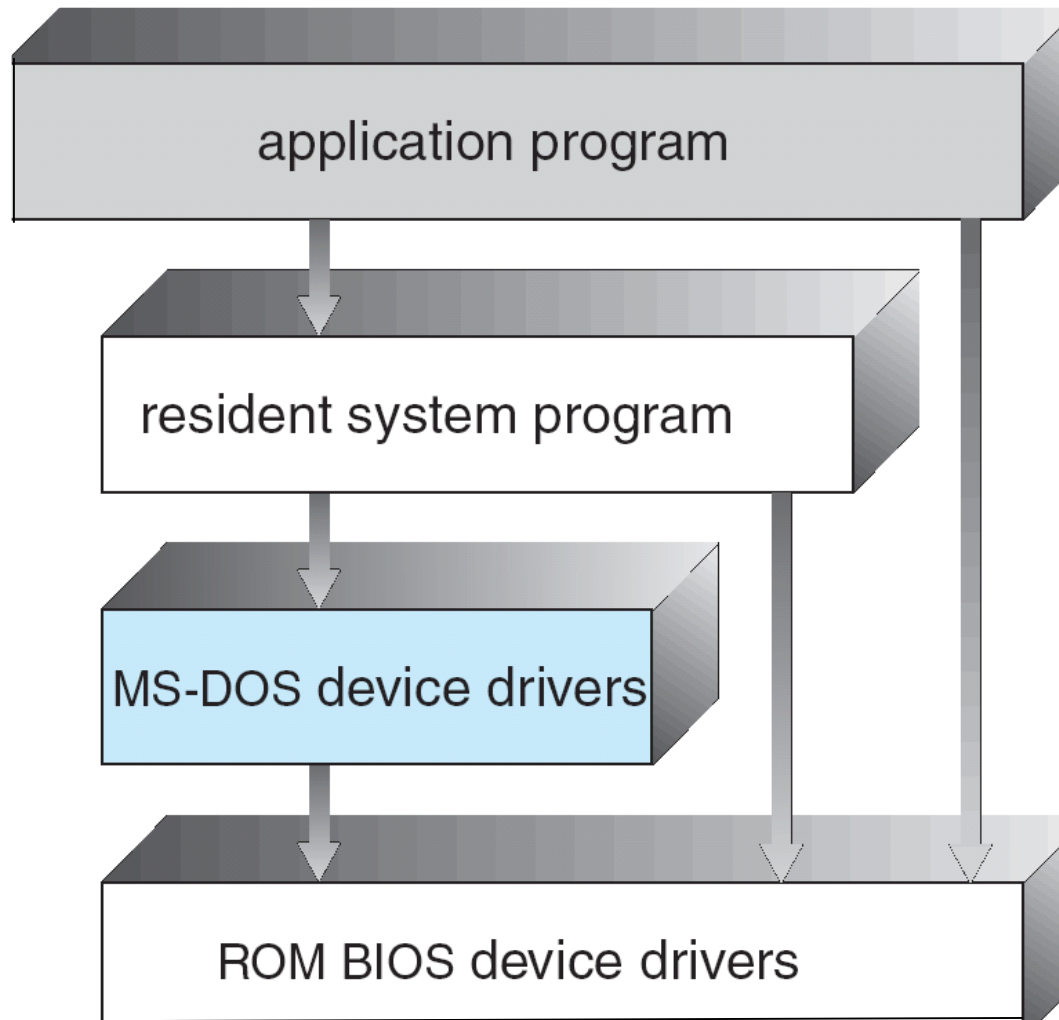 application program
resident system program
MS-DOS device drivers
ROM BIOS device drivers